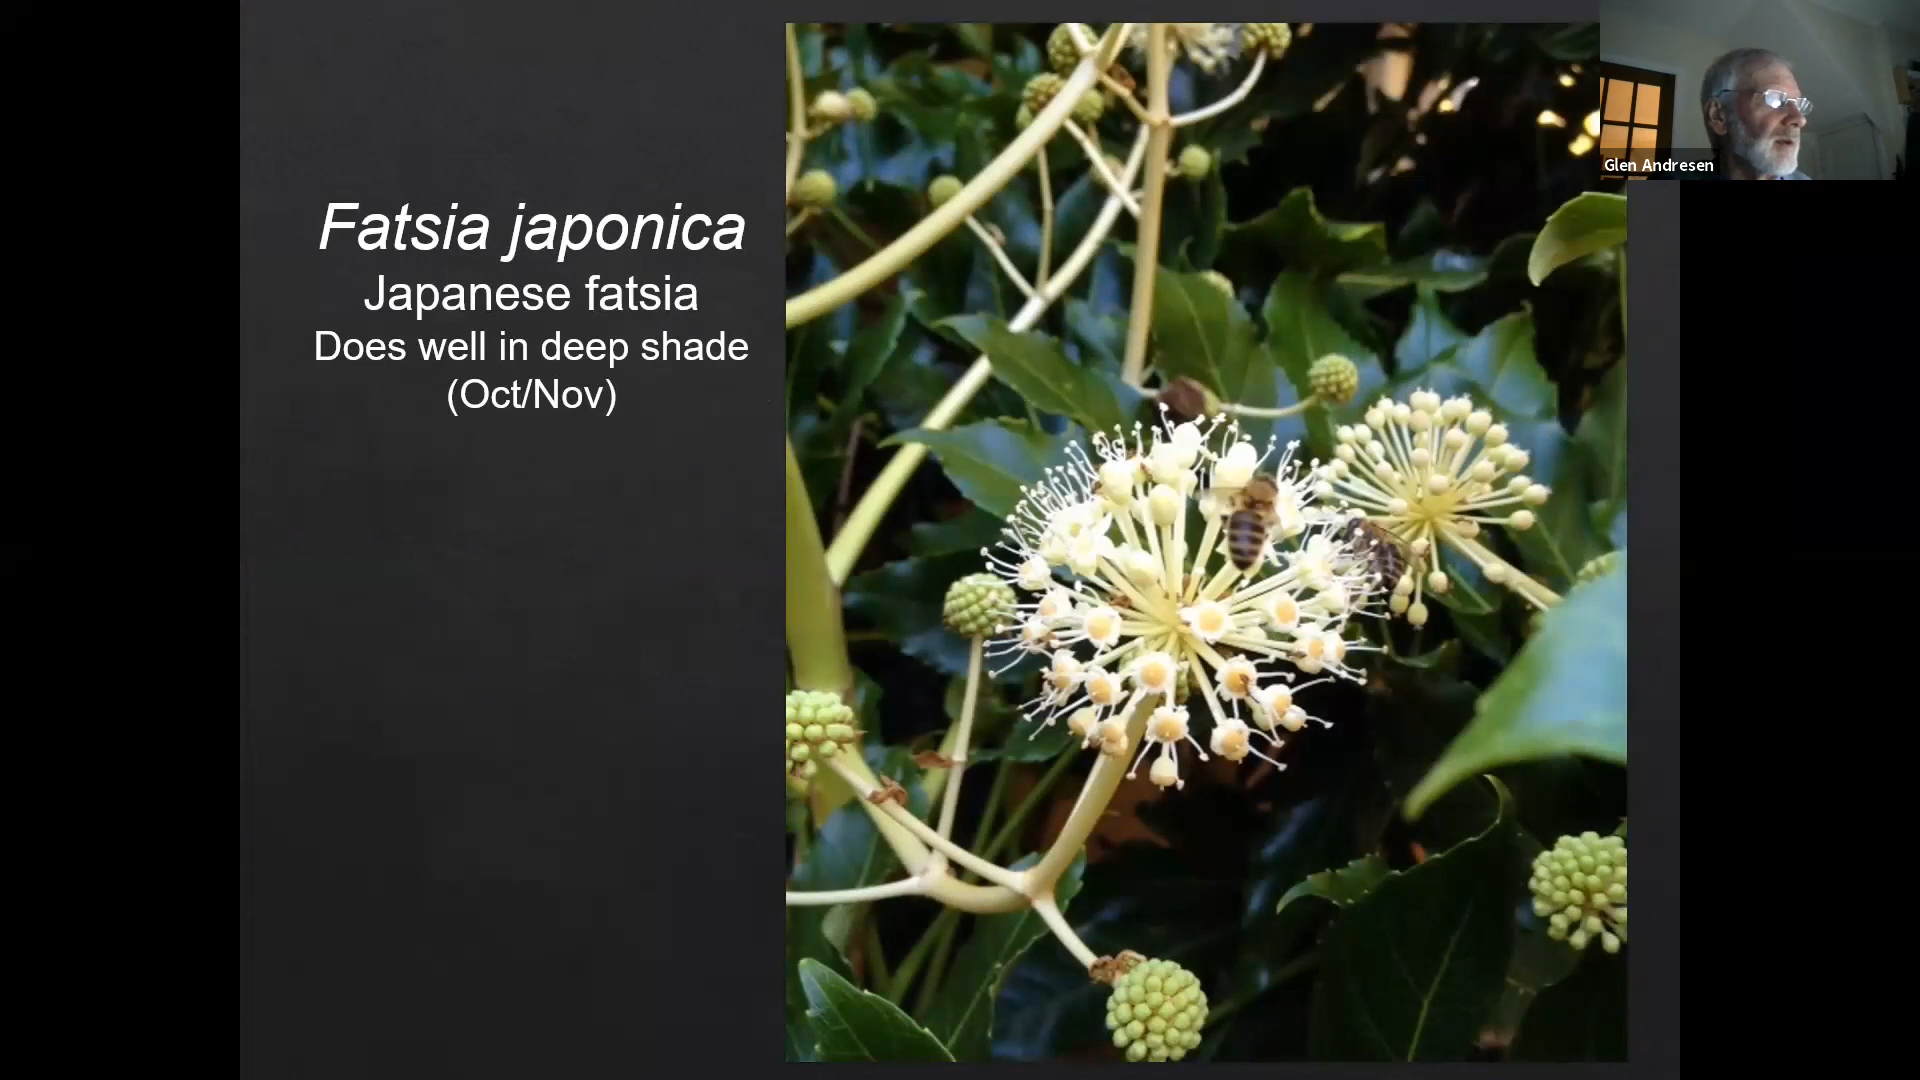 Fatsia japonica
Japanese fatsia
Does well in deep shade
(Oct/Nov)
Glen Andresen